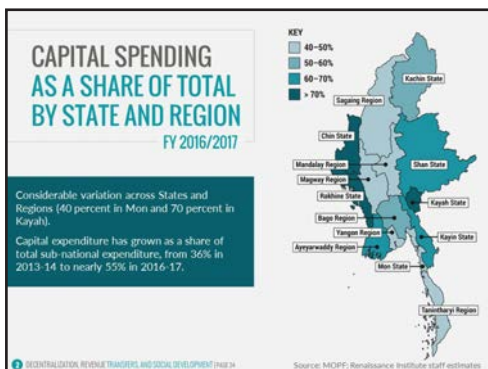 CAPITAL SPENDING
AS A SHARE OF TOTAL
BY STATE AND REGION
FY 2016/2017
Considerable variation across States and
Regions (40 percent in Mon and 70 percent in
Kayah).
Capital expenditure has grown as a share of
total sub-national expenditure, from 36% in
2013-14 to nearly 55% in 2016-17.
KEY
40–50%
50–60%
60–70%
> 70%
Kachin State
Sagaing Region
Chin State
Mandalay Region
Shan State
Magway Region
Rakhine State
Kayah State
Bago Region
Yangon Region
Kayin State
Ayeyarwaddy Region
Mon State
Tanintharyi Region
2 DECENTRALIZATION, REVENUE TRANSFERS, AND SOCIAL DEVELOPMENT | PAGE 34
Source: MOPF; Renaissance Institute staff estimates